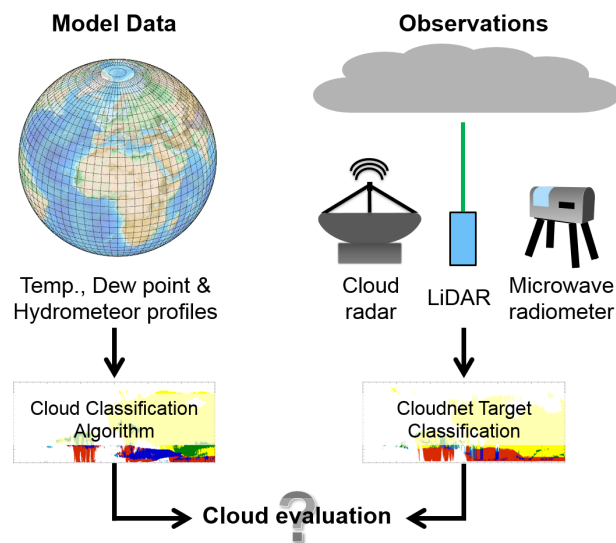 Model Data
Observations
Temp., Dew point &
Hydrometeor profiles
Cloud
radar
LiDAR
Microwave
radiometer
Cloud Classification
Algorithm
Cloudnet Target
Classification
?
Cloud evaluation